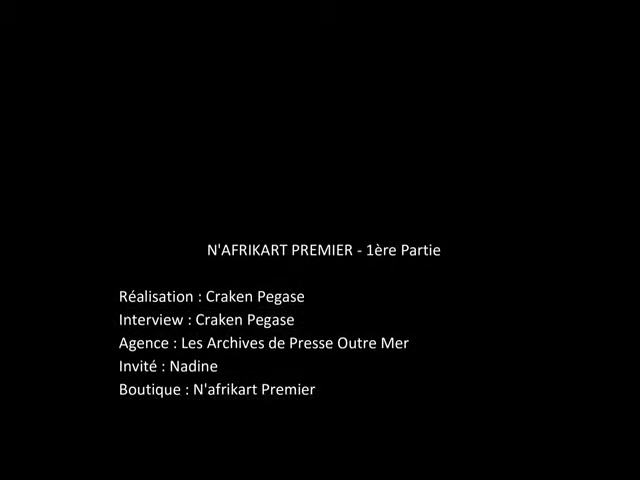 N'AFRIKART PREMIER - 1ère Partie
Réalisation : Craken Pegase
Interview : Craken Pegase
Agence : Les Archives de Presse Outre Mer
Invité : Nadine
Boutique : N'afrikart Premier